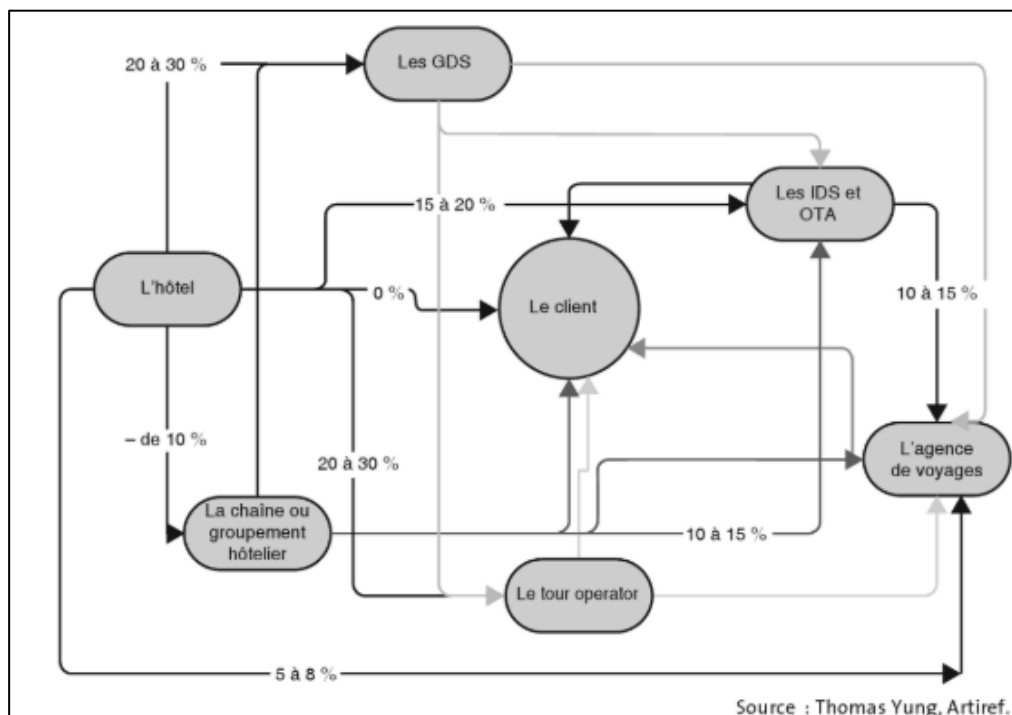 Les GDS
20 à 30 %
Les IDS et
OTA
15 à 20 %
L'hôtel
0 %
Le client
10 à 15 %
– de 10 %
20 à 30 %
L'agence
de voyages
La chaîne ou
groupement
hôtelier
10 à 15 %
Le tour operator
5 à 8 %
Source : Thomas Yung, Artiref.